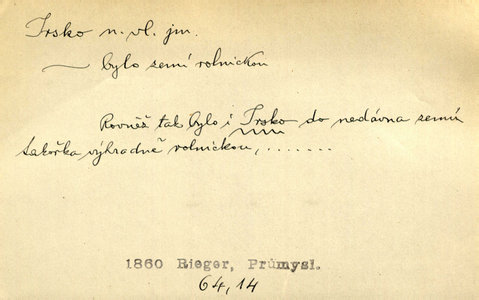 Irsko n. vl. jm.
— bylo zemí rolnickou
Rovněž tak bylo i Irsko do nedávna zemí
takořka výhradně rolnickou, .......
1860 Rieger, Průmysl.
64,14